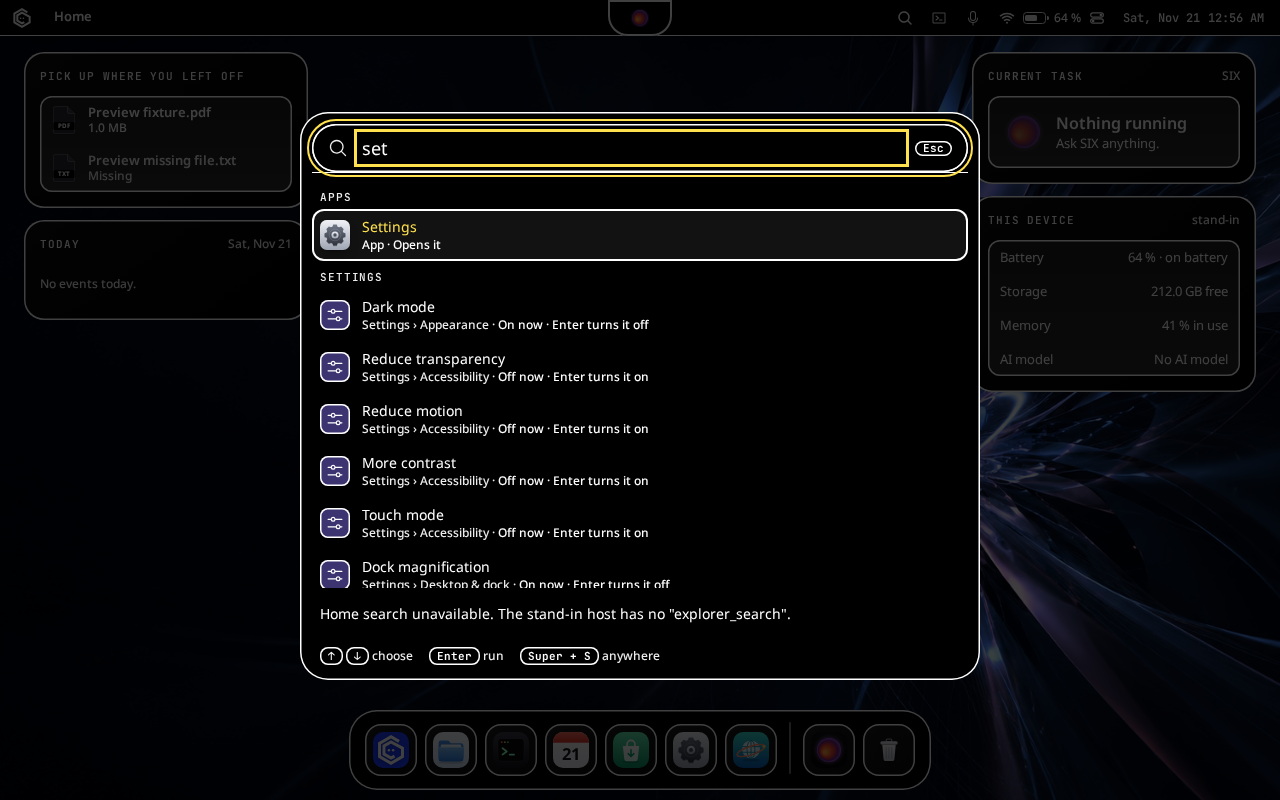 Home
64 %
Sat, Nov 21 12:56 AM
PICK UP WHERE YOU LEFT OFF
PDF
Preview fixture.pdf
1.0 MB
TXT
Preview missing file.txt
Missing
TODAY
Sat, Nov 21
No events today.
set
Esc
APPS
Settings
App · Opens it
SETTINGS
Dark mode
Settings › Appearance · On now · Enter turns it off
Reduce transparency
Settings › Accessibility · Off now · Enter turns it on
Reduce motion
Settings › Accessibility · Off now · Enter turns it on
More contrast
Settings › Accessibility · Off now · Enter turns it on
Touch mode
Settings › Accessibility · Off now · Enter turns it on
Dock magnification
Settings › Desktop & dock · On now · Enter turns it off
Home search unavailable. The stand-in host has no "explorer_search".
↑ ↓ choose Enter run Super + S anywhere
CURRENT TASK
SIX
Nothing running
Ask SIX anything.
THIS DEVICE
stand-in
Battery 64 % · on battery
Storage 212.0 GB free
Memory 41 % in use
AI model No AI model
21